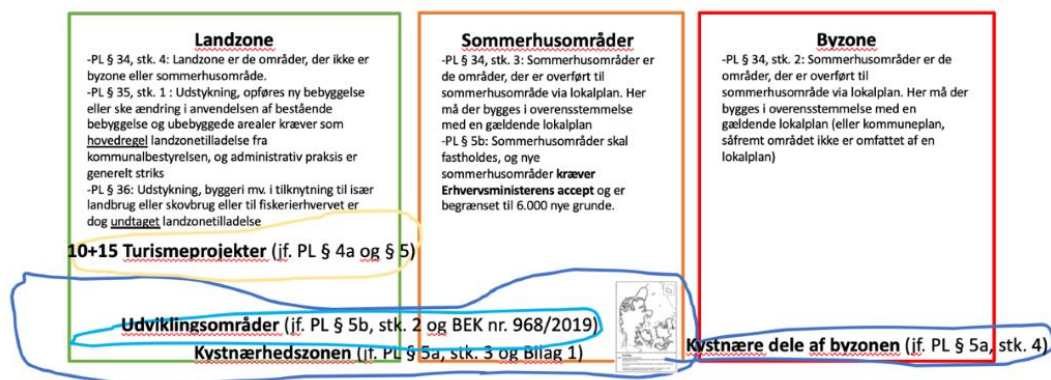 Landzone
-PL § 34, stk. 4: Landzone er de områder, der ikke er
byzone eller sommerhusområde.
-PL § 35, stk. 1 : Udstykning, opføres ny bebyggelse
eller ske ændring i anvendelsen af bestående
bebyggelse og ubebyggede arealer kræver som
hovedregel landzonetilladelse fra
kommunalbestyrelsen, og administrativ praksis er
generelt striks
-PL § 36: Udstykning, byggeri mv. i tilknytning til især
landbrug eller skovbrug eller til fiskerierhvervet er
dog undtaget landzonetilladelse
Sommerhusområder
-PL § 34, stk. 3: Sommerhusområder er
de områder, der er overført til
sommerhusområde via lokalplan. Her
må der bygges i overensstemmelse
med en gældende lokalplan
-PL § 5b: Sommerhusområder skal
fastholdes, og nye
sommerhusområder kræver
Erhvervsministerens accept og er
begrænset til 6.000 nye grunde.
Byzone
-PL § 34, stk. 2: Sommerhusområder er de
områder, der er overført til
sommerhusområde via lokalplan. Her må der
bygges i overensstemmelse med en
gældende lokalplan (eller kommuneplan,
såfremt området ikke er omfattet af en
lokalplan)
10+15 Turismeprojekter (jf. PL § 4a og § 5)
Udviklingsområder (jf. PL § 5b, stk. 2 og BEK nr. 968/2019)
Kystnærhedszonen (jf. PL § 5a, stk. 3 og Bilag 1)
Kystnære dele af byzonen (jf. PL § 5a, stk. 4)